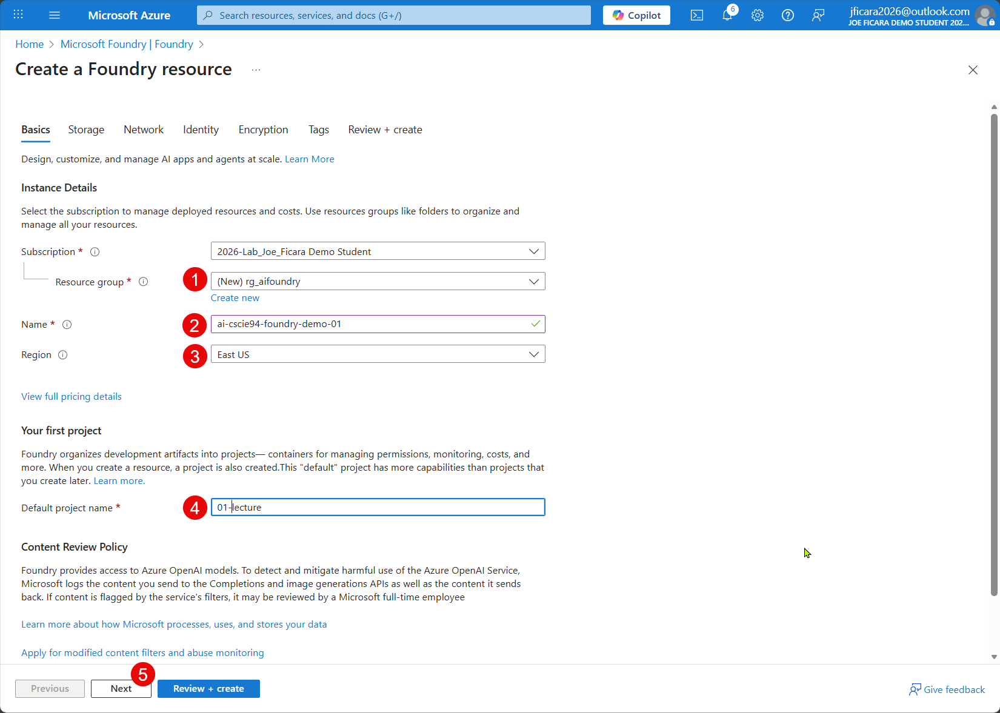 Microsoft Azure
Search resources, services, and docs (G+/)
Copilot
6
jficara2026@outlook.com
JOE FICARA DEMO STUDENT 202...
Home > Microsoft Foundry | Foundry >
Create a Foundry resource ...
Basics
Storage
Network
Identity
Encryption
Tags
Review + create
Design, customize, and manage AI apps and agents at scale. Learn More
Instance Details
Select the subscription to manage deployed resources and costs. Use resources groups like folders to organize and
manage all your resources.
Subscription *
2026-Lab_Joe_Ficara Demo Student
Resource group *
1
(New) rg_aifoundry
Create new
Name *
2
ai-cscie94-foundry-demo-01
Region
3
East US
View full pricing details
Your first project
Foundry organizes development artifacts into projects— containers for managing permissions, monitoring, costs, and
more. When you create a resource, a project is also created.This "default" project has more capabilities than projects that
you create later. Learn more.
Default project name *
4
01-lecture
Content Review Policy
Foundry provides access to Azure OpenAI models. To detect and mitigate harmful use of the Azure OpenAI Service,
Microsoft logs the content you send to the Completions and image generations APIs as well as the content it sends
back. If content is flagged by the service's filters, it may be reviewed by a Microsoft full-time employee
Learn more about how Microsoft processes, uses, and stores your data
Apply for modified content filters and abuse monitoring
5
Previous
Next
Review + create
Give feedback